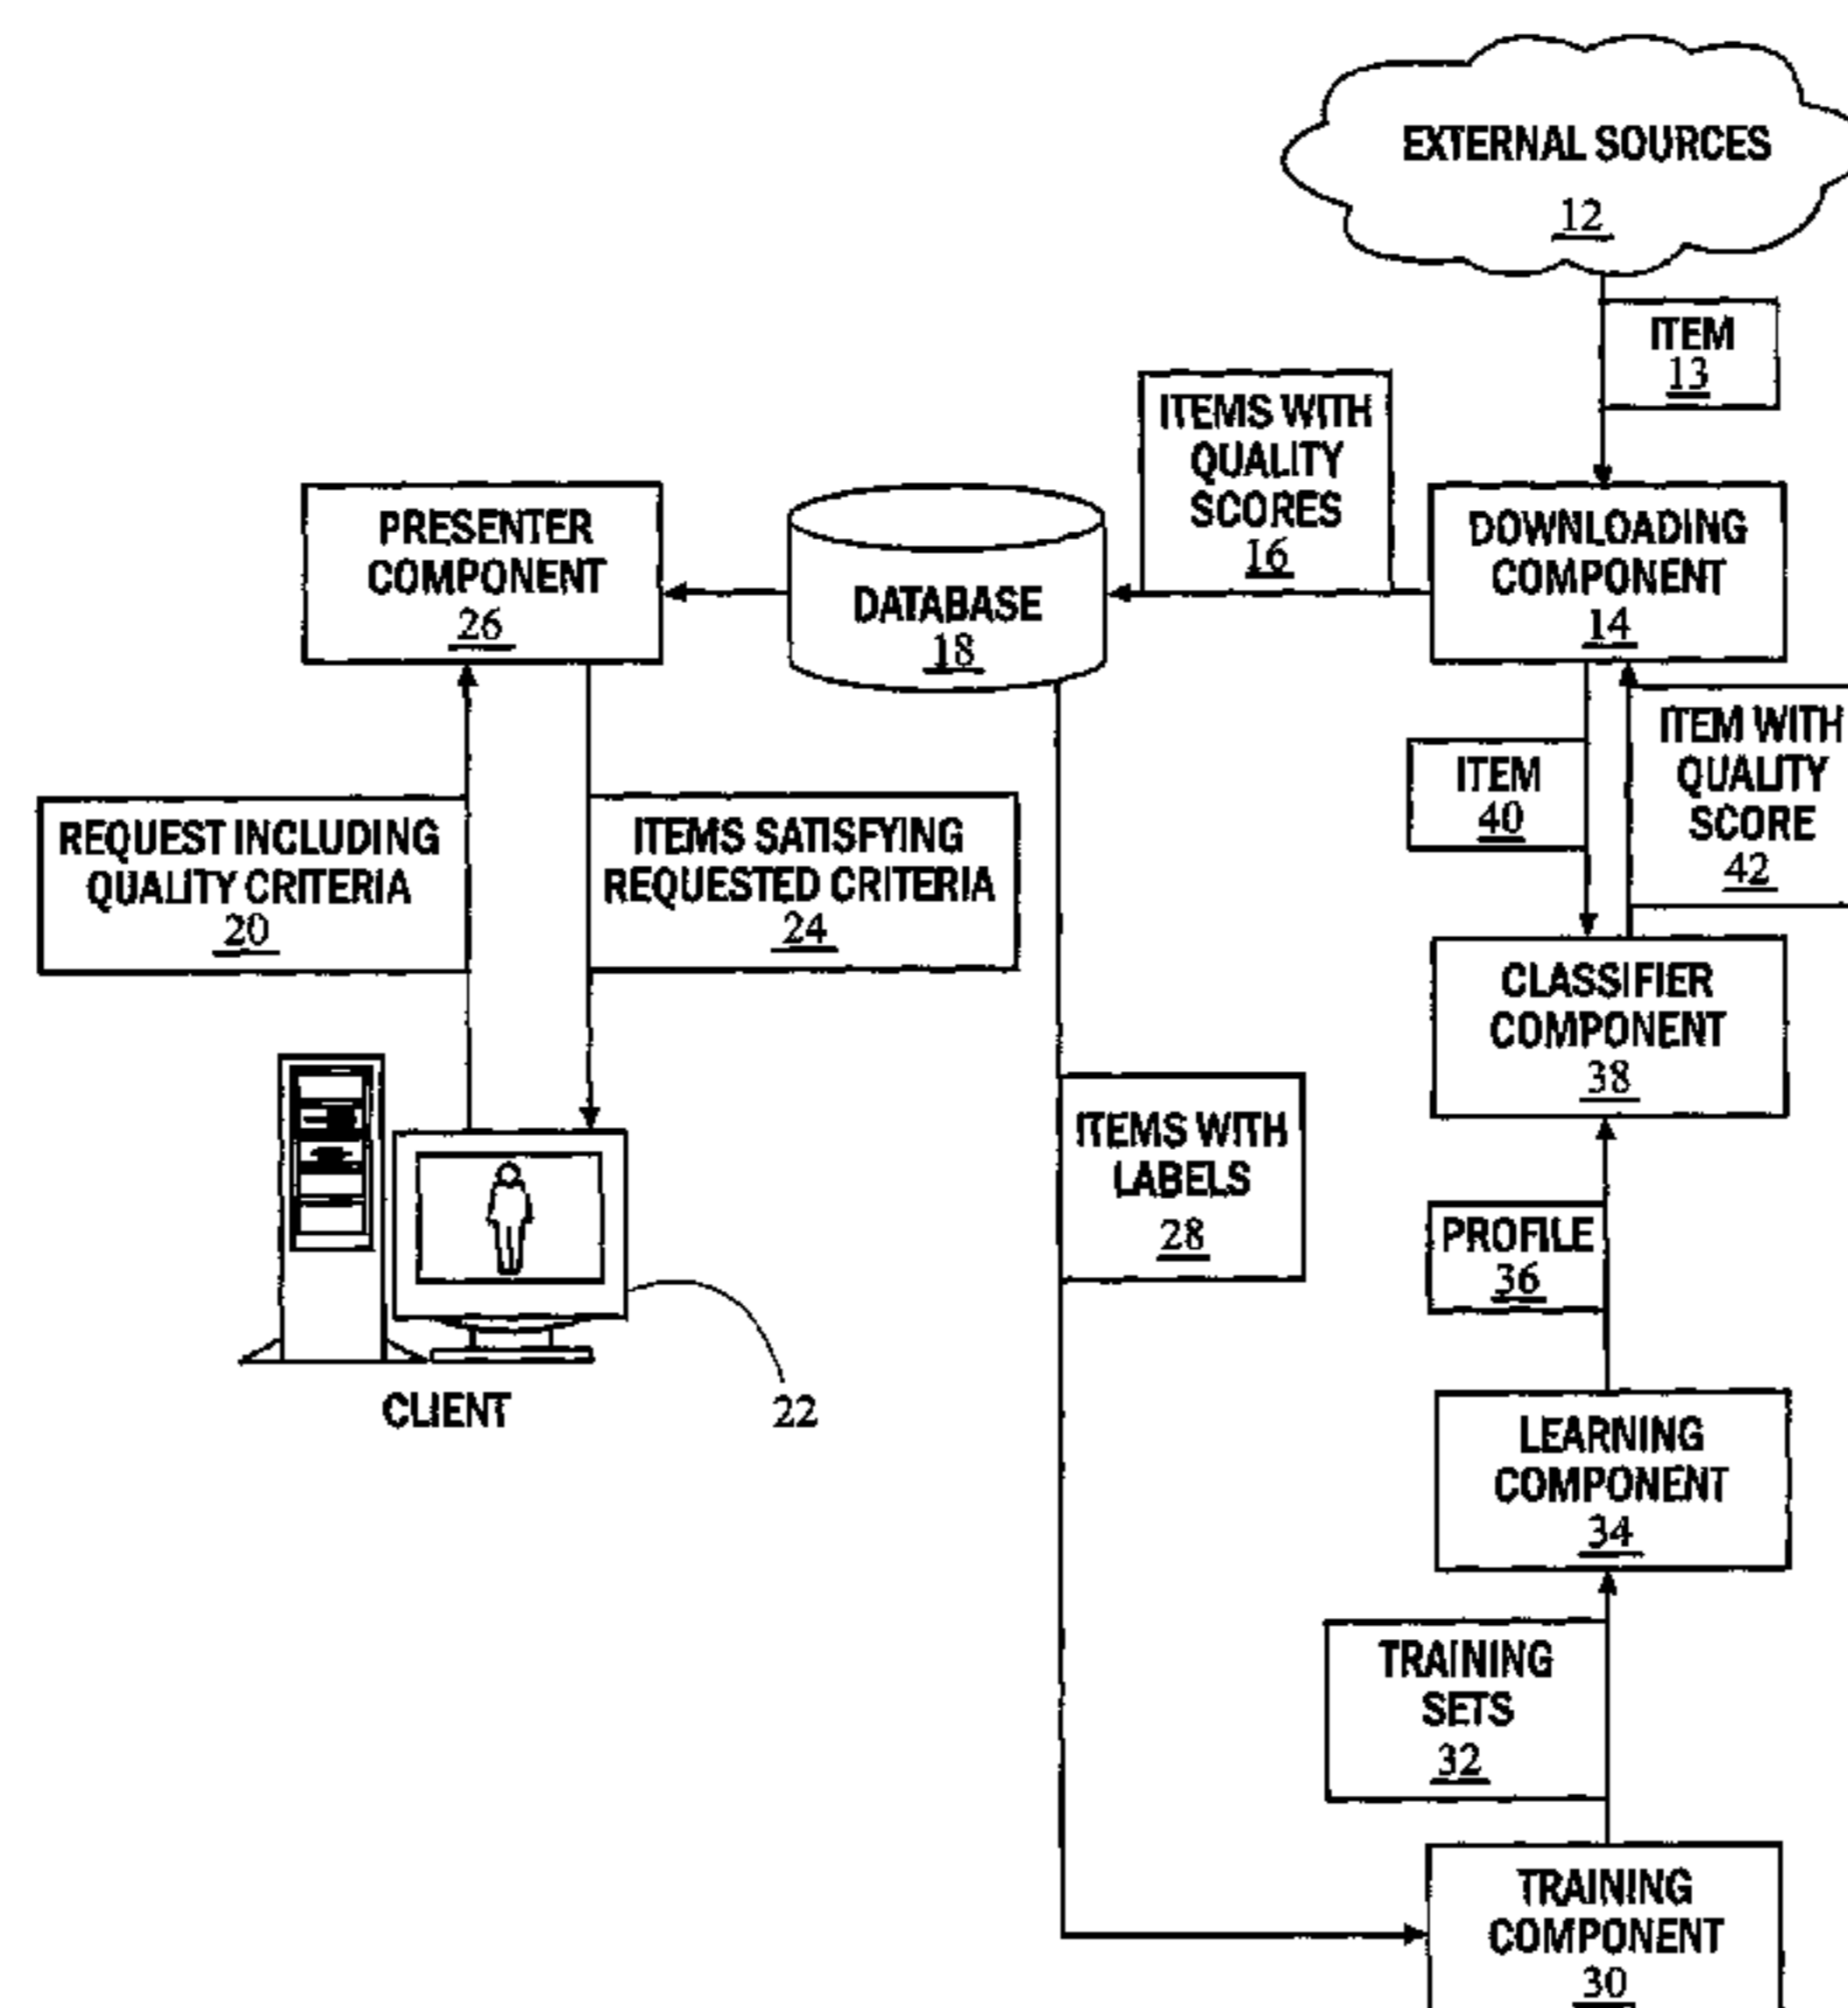 EXTERNAL SOURCES
12
ITEM
13
ITEMS WITH
QUALITY
SCORES
16
PRESENTER
COMPONENT
26
DATABASE
18
DOWNLOADING
COMPONENT
14
ITEM
40
ITEM WITH
QUALITY
SCORE
42
REQUEST INCLUDING
QUALITY CRITERIA
20
ITEMS SATISFYING
REQUESTED CRITERIA
24
CLASSIFIER
COMPONENT
38
ITEMS WITH
LABELS
28
PROFILE
36
CLIENT
22
LEARNING
COMPONENT
34
TRAINING
SETS
32
TRAINING
COMPONENT
30